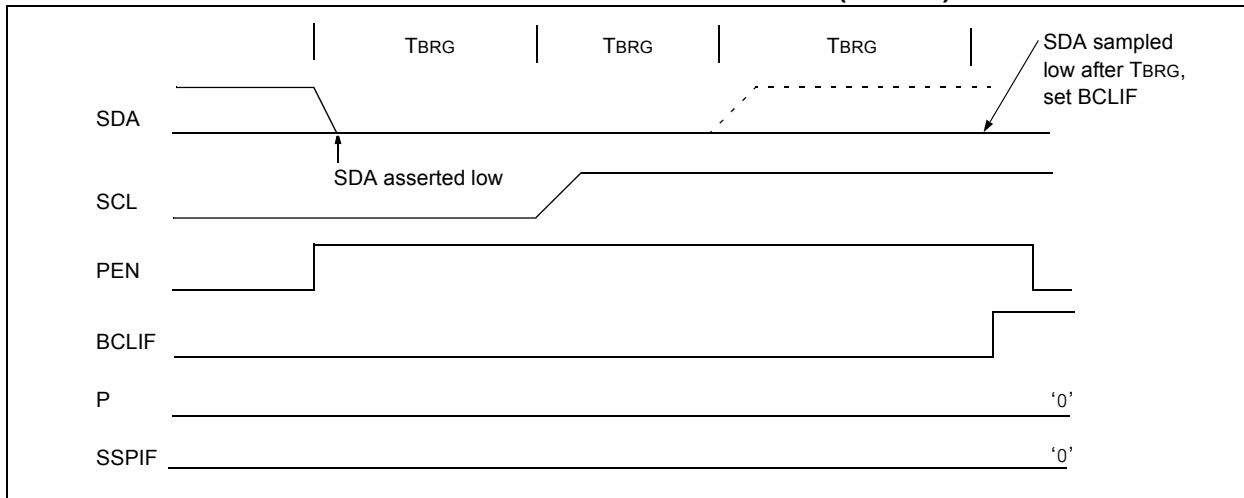 TBRG TBRG TBRG
SDA sampled
low after TBRG,
set BCLIF
SDA
SDA asserted low
SCL
PEN
BCLIF
P '0'
SSPIF '0'